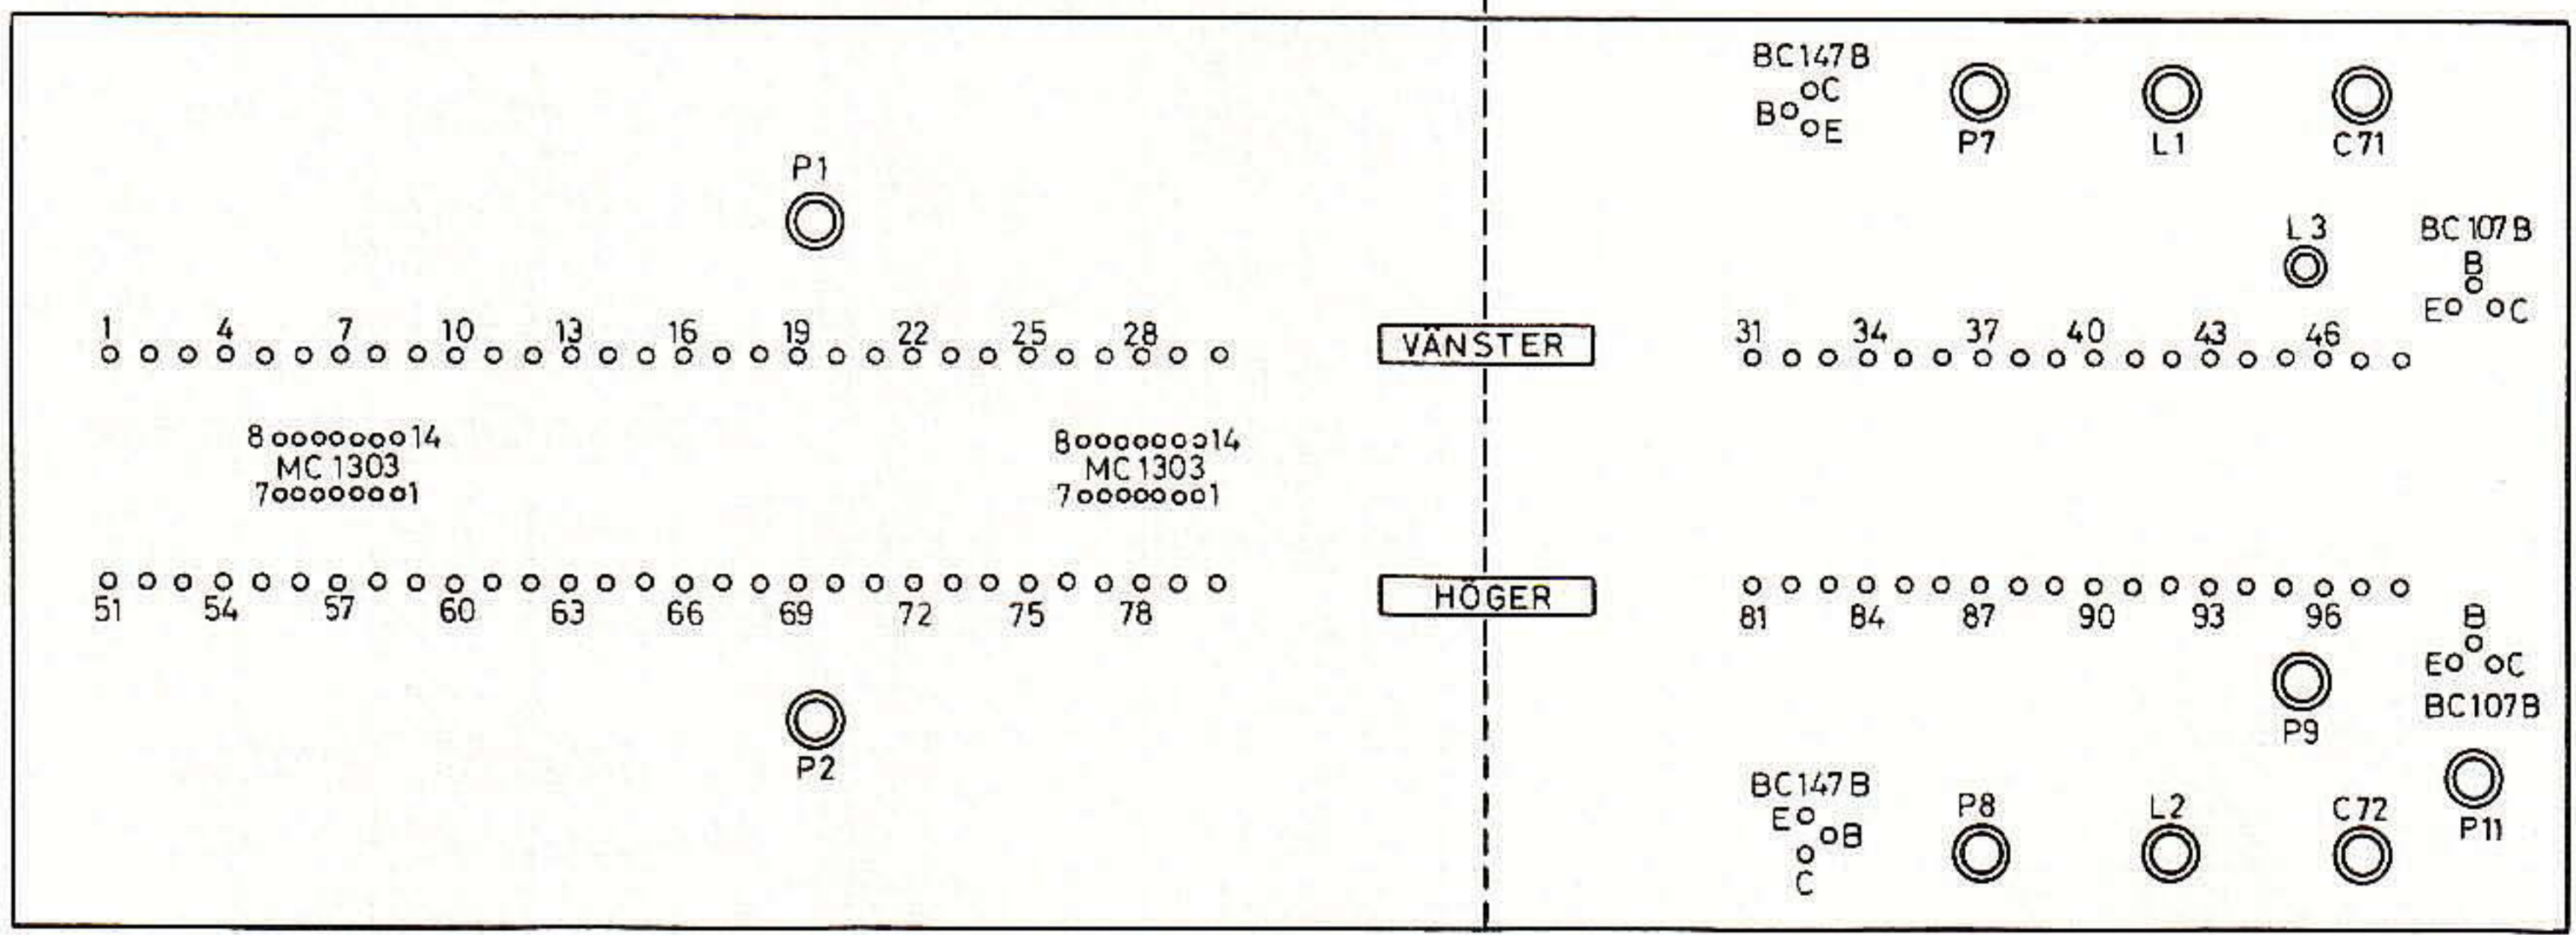 BC147B
C
B
E
P7
L1
C71
P1
L3
BC107B
B
E C
1 4 7 10 13 16 19 22 25 28
VÄNSTER
31 34 37 40 43 46
8 14
MC1303
7 1
8 14
MC1303
7 1
51 54 57 60 63 66 69 72 75 78
HÖGER
81 84 87 90 93 96
B
E C
BC107B
P9
P2
BC147B
E
B
C
P8
L2
C72
P11